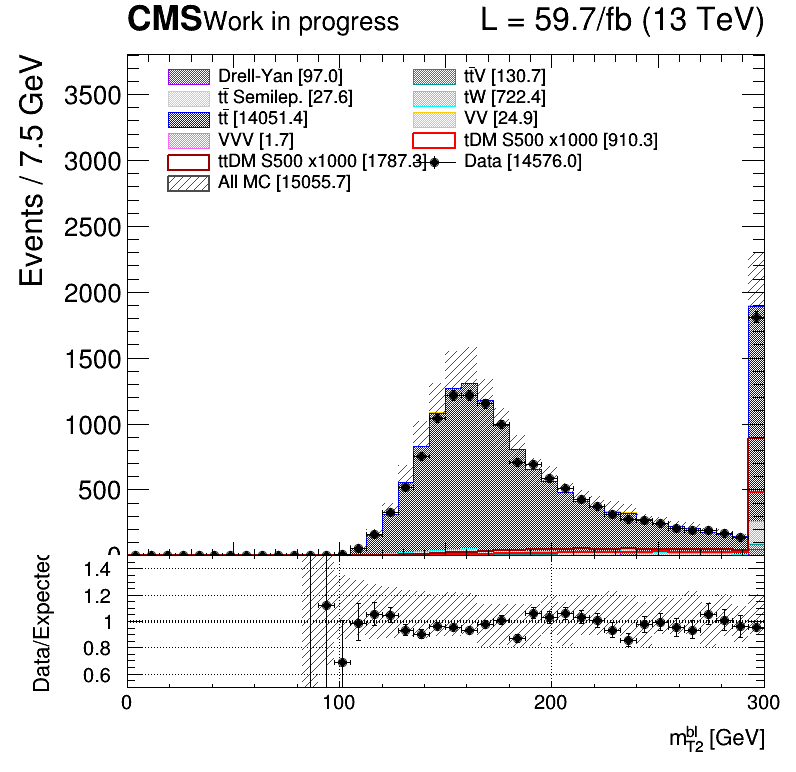 CMS Work in progress L = 59.7/fb (13 TeV)
Events / 7.5 GeV
3500
3000
2500
2000
1500
1000
500
0
Drell-Yan [97.0] tt̄V [130.7]
tt̄ Semilep. [27.6] tW [722.4]
tt̄ [14051.4] VV [24.9]
VVV [1.7] tDM S500 x1000 [910.3]
ttDM S500 x1000 [1787.3] Data [14576.0]
All MC [15055.7]
Data/Expected
1.4
1.2
1
0.8
0.6
0 100 200 300
m_{T2}^{bl} [GeV]